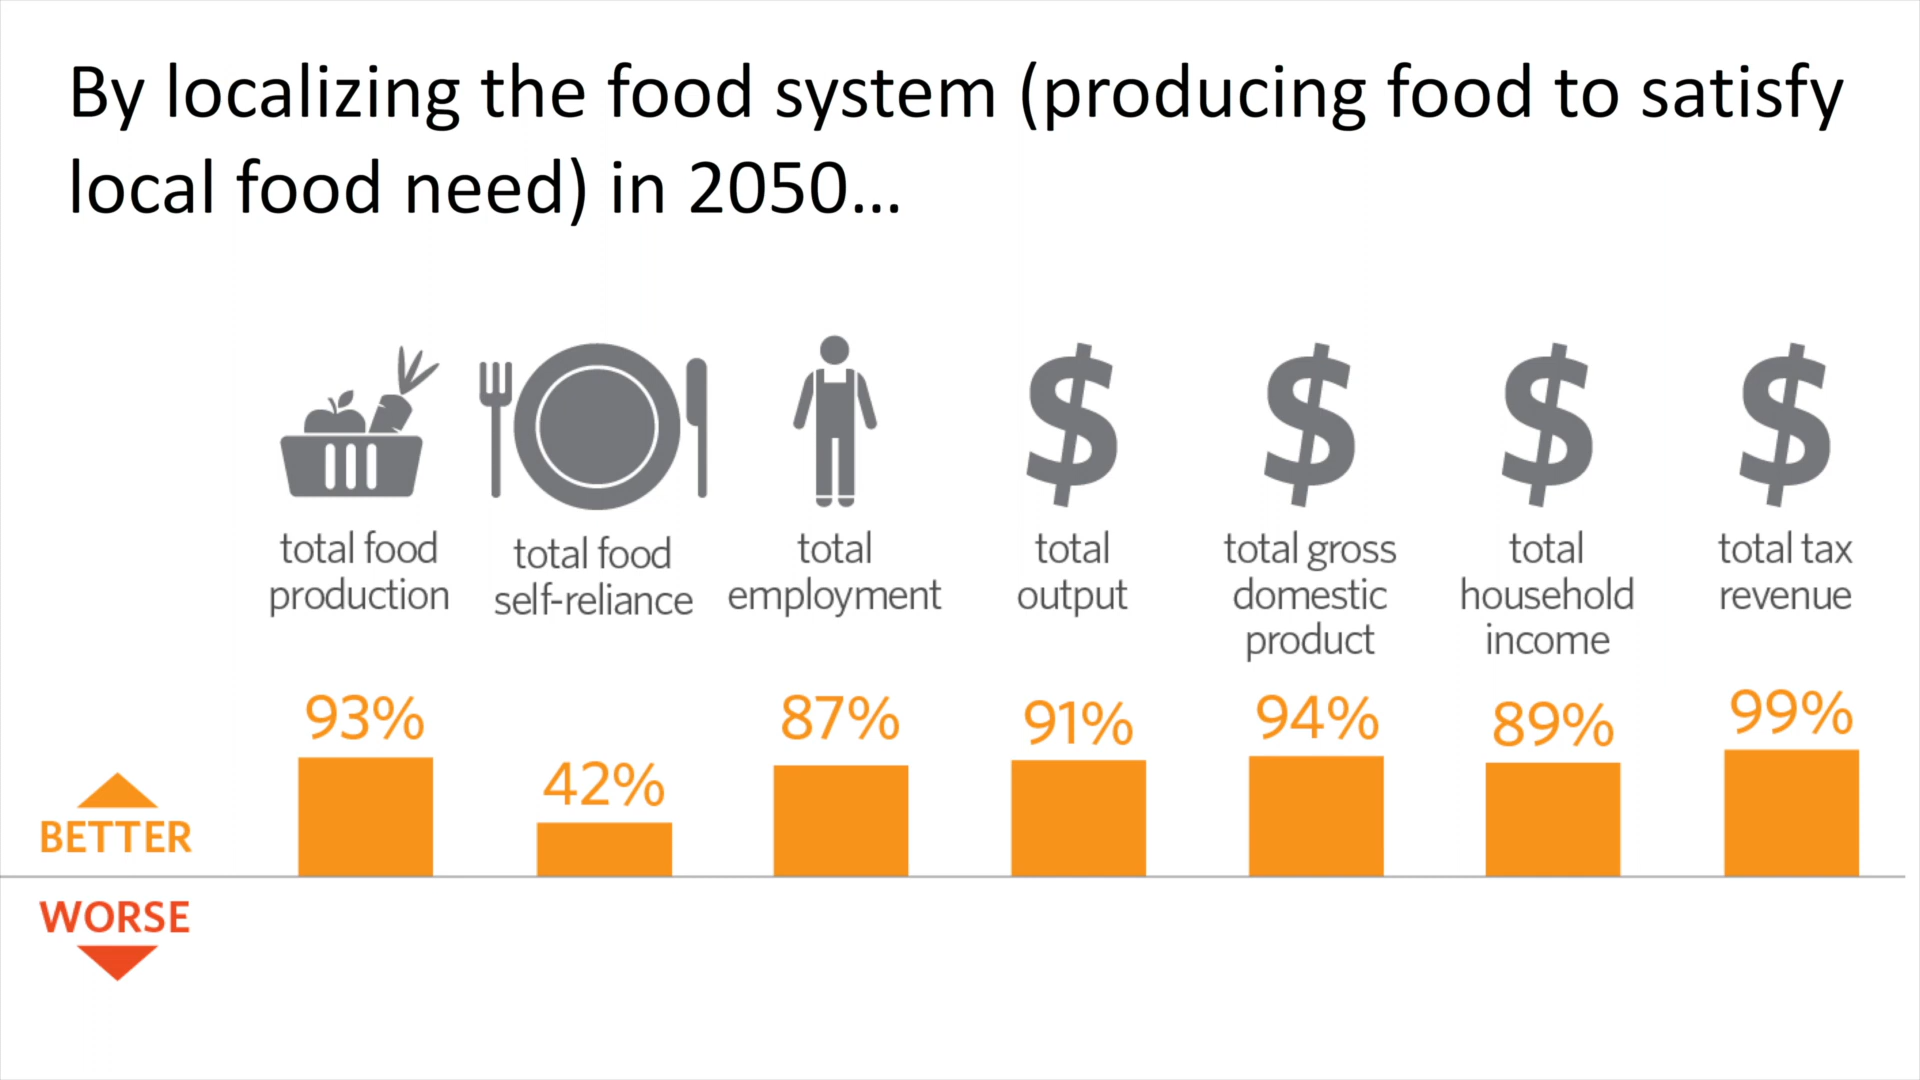 By localizing the food system (producing food to satisfy
local food need) in 2050...
total food
production
total food
self-reliance
total
employment
total
output
total gross
domestic
product
total
household
income
total tax
revenue
93%
42%
87%
91%
94%
89%
99%
BETTER
WORSE